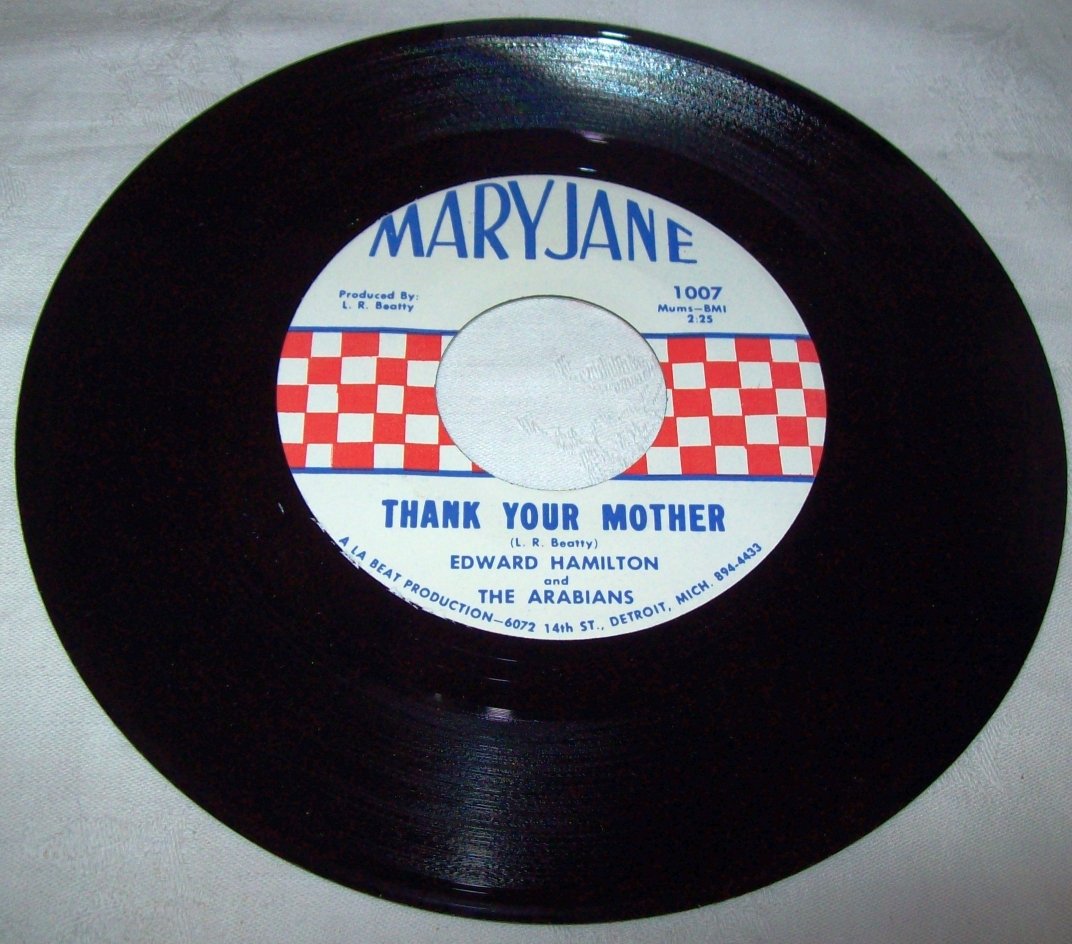 MARYJANE
Produced By:
L. R. Beatty
1007
Mums-BMI
2:25
THANK YOUR MOTHER
(L. R. Beatty)
EDWARD HAMILTON
and
THE ARABIANS
A LA BEAT PRODUCTION-6072 14th ST., DETROIT, MICH. 894-4433